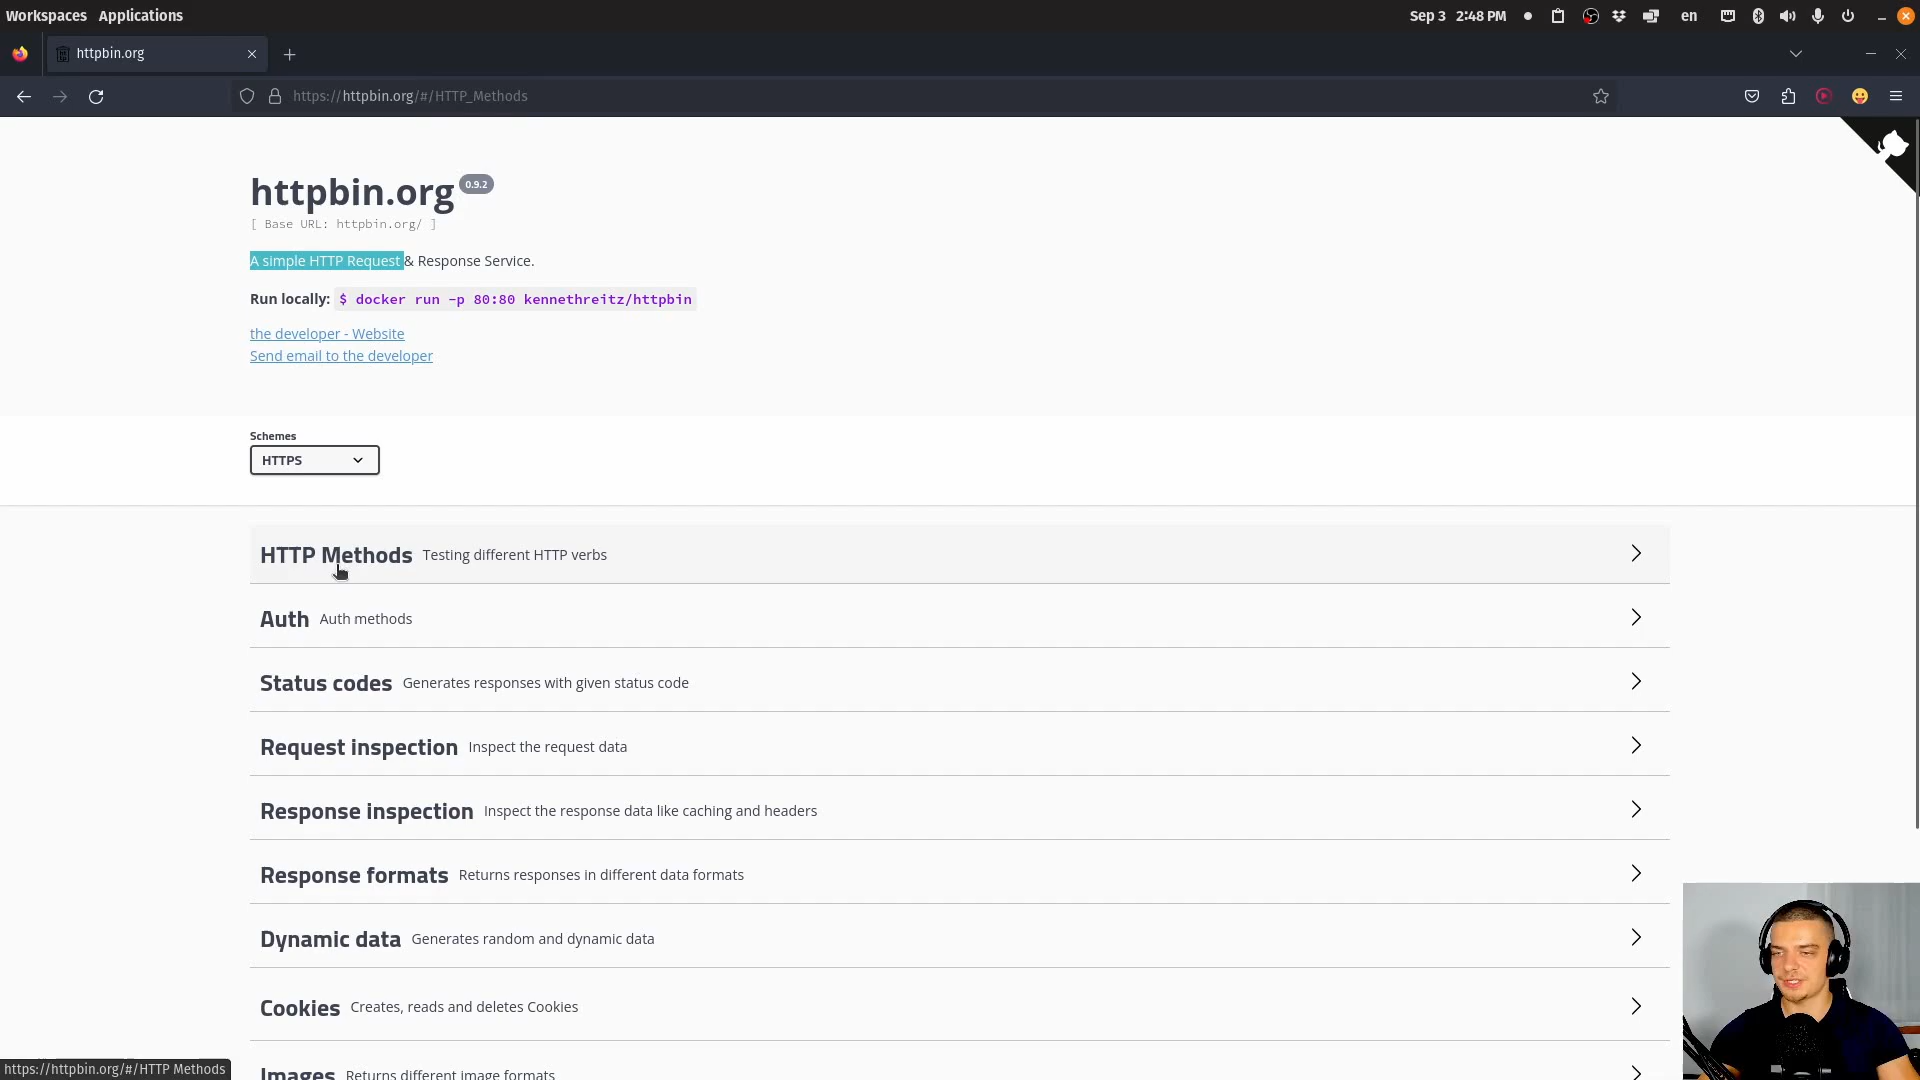 Workspaces Applications Sep 3 2:48 PM en
httpbin.org
https://httpbin.org/#/HTTP_Methods
httpbin.org 0.9.2
[ Base URL: httpbin.org/ ]
A simple HTTP Request & Response Service.
Run locally: $ docker run -p 80:80 kennethreitz/httpbin
the developer - Website
Send email to the developer
Schemes
HTTPS
HTTP Methods Testing different HTTP verbs
Auth Auth methods
Status codes Generates responses with given status code
Request inspection Inspect the request data
Response inspection Inspect the response data like caching and headers
Response formats Returns responses in different data formats
Dynamic data Generates random and dynamic data
Cookies Creates, reads and deletes Cookies
Images Returns different image formats
https://httpbin.org/#/HTTP Methods